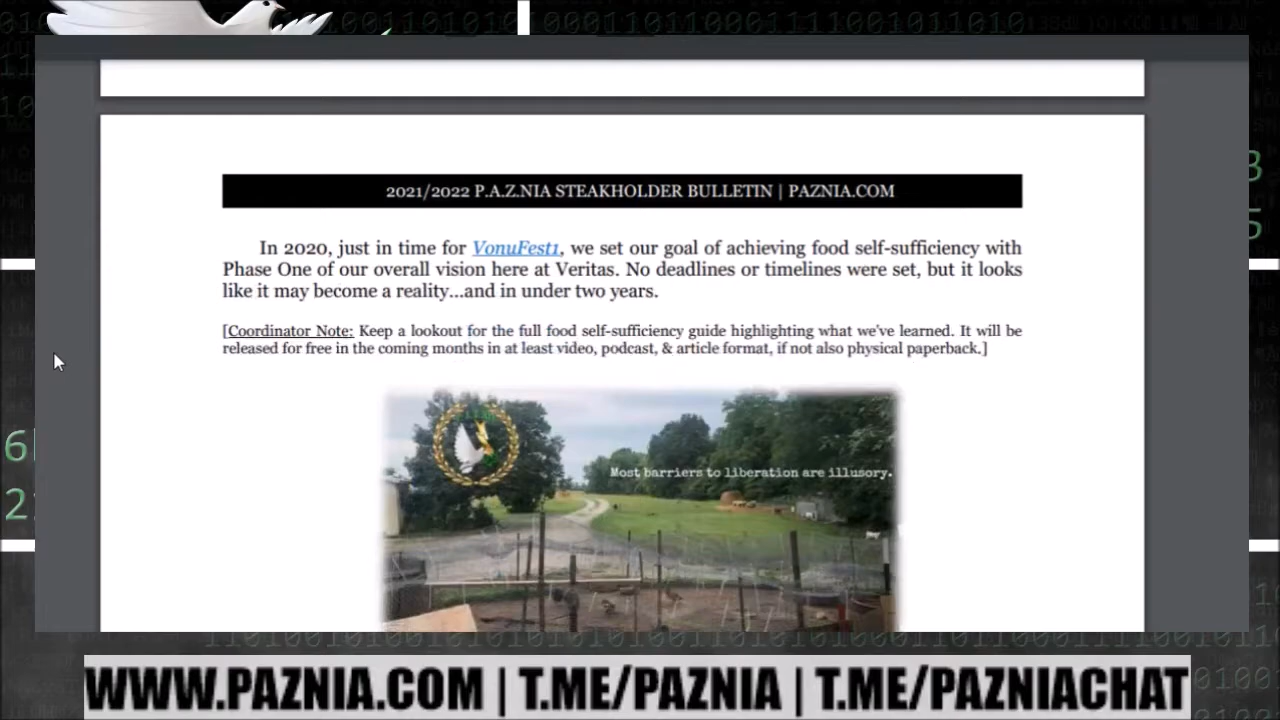 2021/2022 P.A.Z.NIA STEAKHOLDER BULLETIN | PAZNIA.COM
In 2020, just in time for VonuFest1, we set our goal of achieving food self-sufficiency with
Phase One of our overall vision here at Veritas. No deadlines or timelines were set, but it looks
like it may become a reality...and in under two years.
[Coordinator Note: Keep a lookout for the full food self-sufficiency guide highlighting what we've learned. It will be
released for free in the coming months in at least video, podcast, & article format, if not also physical paperback.]
Most barriers to liberation are illusory.
WWW.PAZNIA.COM | T.ME/PAZNIA | T.ME/PAZNIACHAT